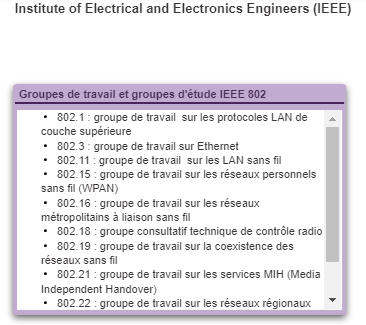 Institute of Electrical and Electronics Engineers (IEEE)
Groupes de travail et groupes d'étude IEEE 802
• 802.1 : groupe de travail sur les protocoles LAN de
couche supérieure
• 802.3 : groupe de travail sur Ethernet
• 802.11 : groupe de travail sur les LAN sans fil
• 802.15 : groupe de travail sur les réseaux personnels
sans fil (WPAN)
• 802.16 : groupe de travail sur les réseaux
métropolitains à liaison sans fil
• 802.18 : groupe consultatif technique de contrôle radio
• 802.19 : groupe de travail sur la coexistence des
réseaux sans fil
• 802.21 : groupe de travail sur les services MIH (Media
Independent Handover)
• 802.22 : groupe de travail sur les réseaux régionaux